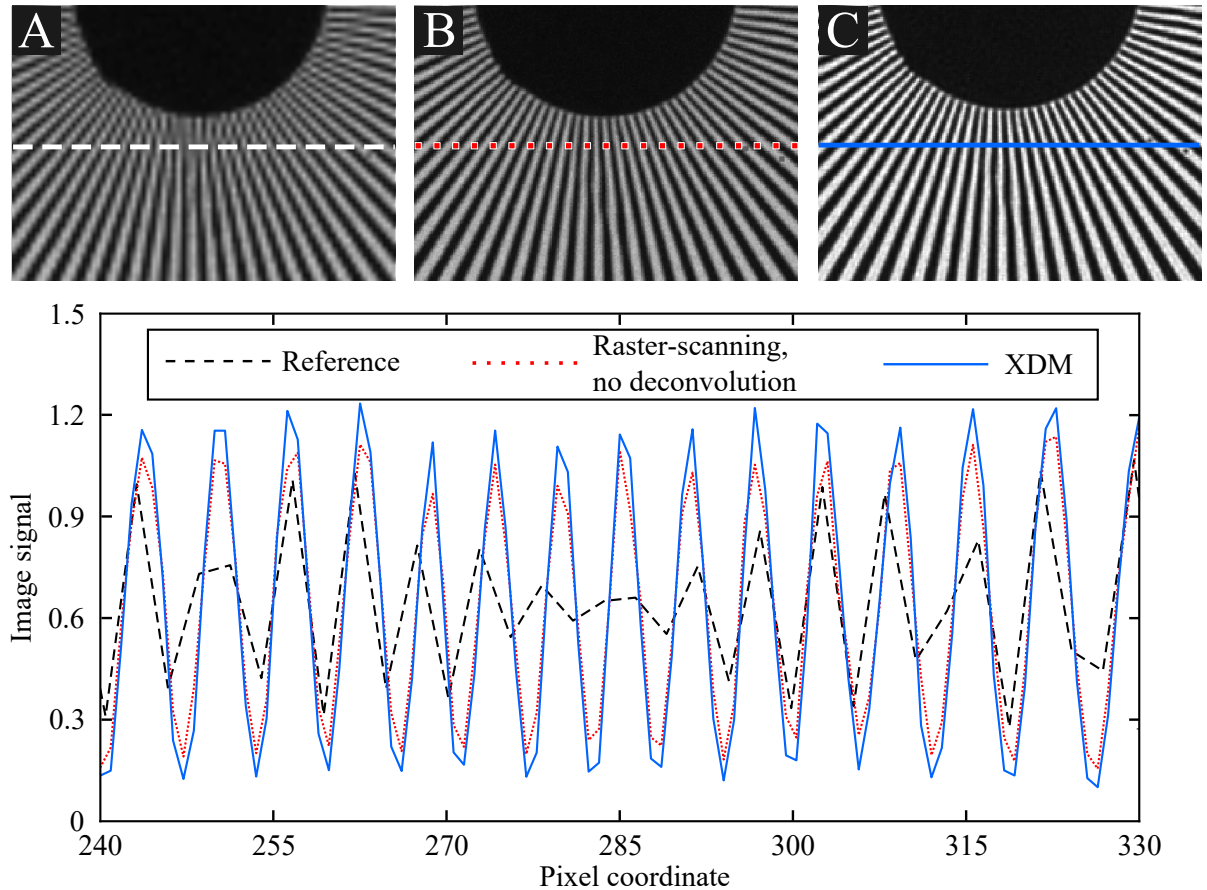 A B C
1.5
Reference
Raster-scanning,
no deconvolution
XDM
1.2
0.9
0.6
0.3
0
Image signal
240 255 270 285 300 315 330
Pixel coordinate